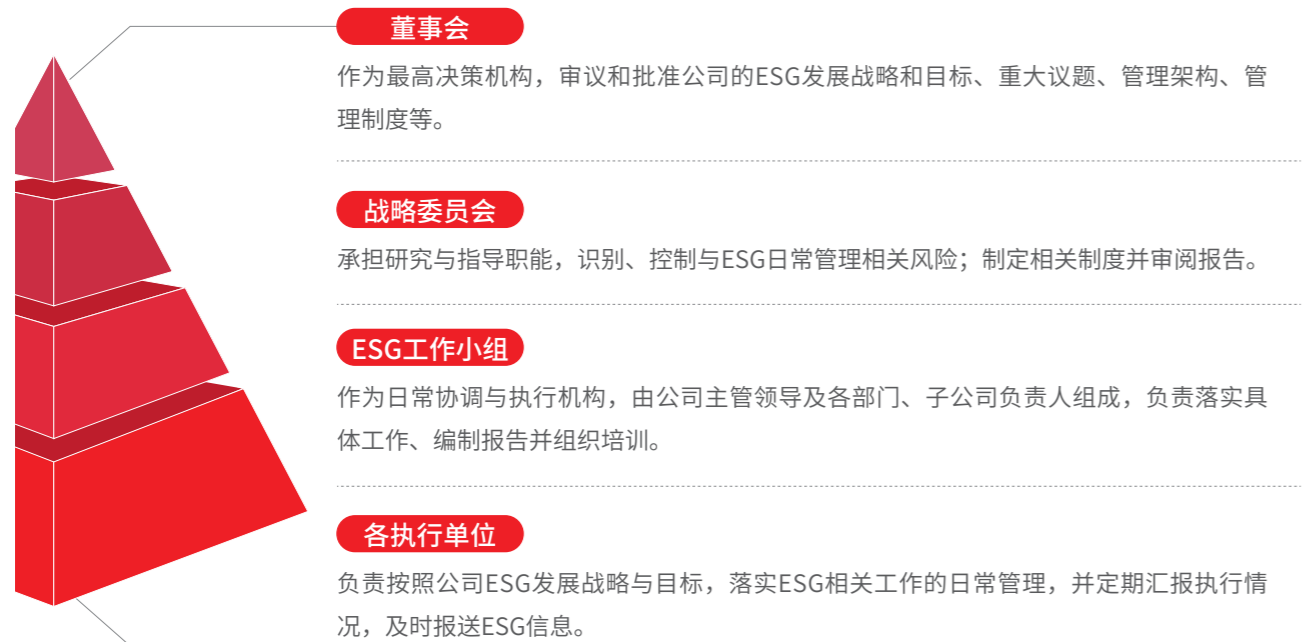 董事会
作为最高决策机构，审议和批准公司的ESG发展战略和目标、重大议题、管理架构、管
理制度等。
战略委员会
承担研究与指导职能，识别、控制与ESG日常管理相关风险；制定相关制度并审阅报告。
ESG工作小组
作为日常协调与执行机构，由公司主管领导及各部门、子公司负责人组成，负责落实具
体工作、编制报告并组织培训。
各执行单位
负责按照公司ESG发展战略与目标，落实ESG相关工作的日常管理，并定期汇报执行情
况，及时报送ESG信息。